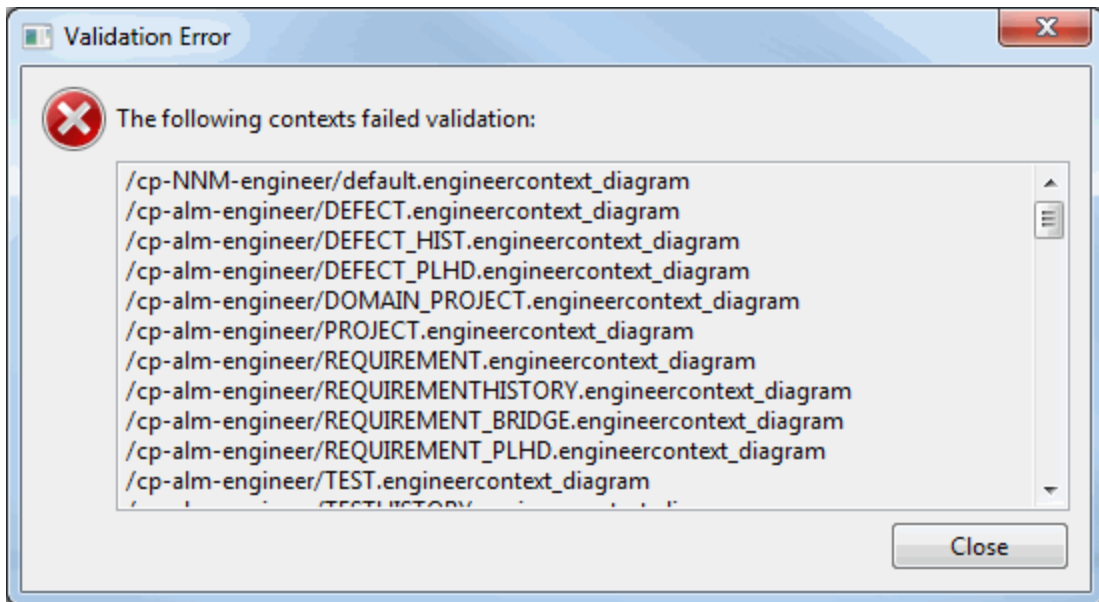 Validation Error
The following contexts failed validation:
/cp-NNM-engineer/default.engineercontext_diagram
/cp-alm-engineer/DEFECT.engineercontext_diagram
/cp-alm-engineer/DEFECT_HIST.engineercontext_diagram
/cp-alm-engineer/DEFECT_PLHD.engineercontext_diagram
/cp-alm-engineer/DOMAIN_PROJECT.engineercontext_diagram
/cp-alm-engineer/PROJECT.engineercontext_diagram
/cp-alm-engineer/REQUIREMENT.engineercontext_diagram
/cp-alm-engineer/REQUIREMENTHISTORY.engineercontext_diagram
/cp-alm-engineer/REQUIREMENT_BRIDGE.engineercontext_diagram
/cp-alm-engineer/REQUIREMENT_PLHD.engineercontext_diagram
/cp-alm-engineer/TEST.engineercontext_diagram
Close